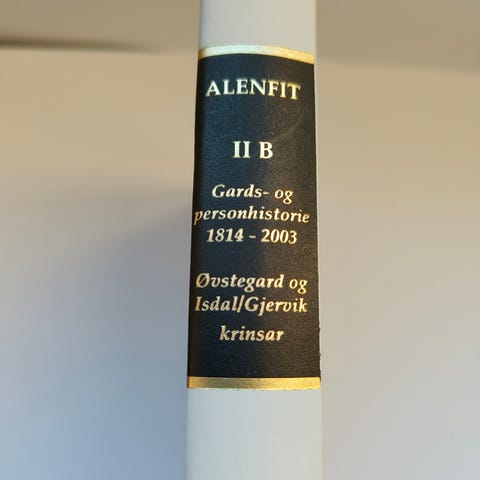 ALENFIT
II B
Gards- og
personhistorie
1814 - 2003
Øvstegard og
Isdal/Gjervik
krinsar